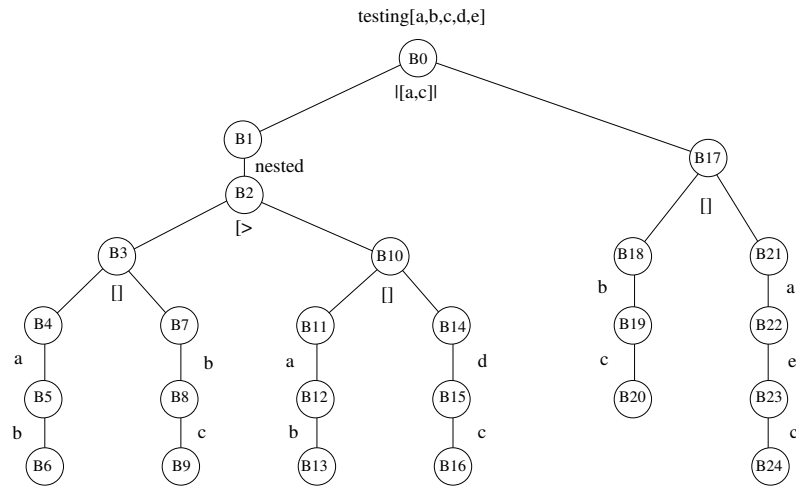 testing[a,b,c,d,e]
B0
|[a,c]|
B1
B17
nested
B2
[]
[>
B3
B10
B18
B21
[]
[]
b
a
B4
B7
B11
B14
B19
B22
a
b
a
d
c
e
B5
B8
B12
B15
B20
B23
b
c
b
c
c
B6
B9
B13
B16
B24